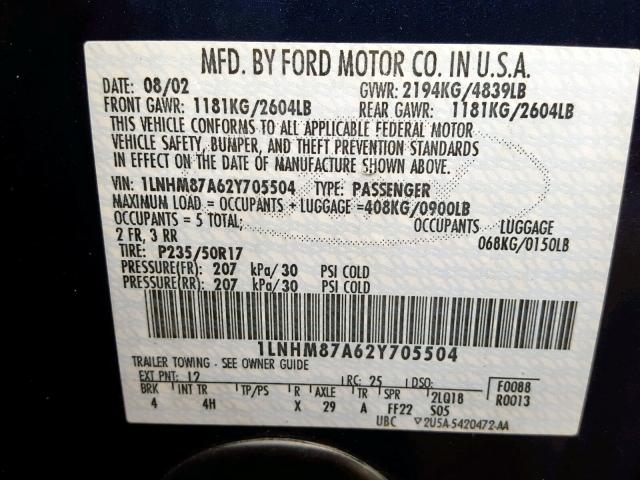 MFD. BY FORD MOTOR CO. IN U.S.A.
DATE: 08/02 GVWR: 2194KG/4839LB
FRONT GAWR: 1181KG/2604LB REAR GAWR: 1181KG/2604LB
THIS VEHICLE CONFORMS TO ALL APPLICABLE FEDERAL MOTOR
VEHICLE SAFETY, BUMPER, AND THEFT PREVENTION STANDARDS
IN EFFECT ON THE DATE OF MANUFACTURE SHOWN ABOVE.
VIN: 1LNHM87A62Y705504 TYPE: PASSENGER
MAXIMUM LOAD = OCCUPANTS + LUGGAGE =408KG/0900LB
OCCUPANTS = 5 TOTAL; OCCUPANTS LUGGAGE
2 FR, 3 RR 068KG/0150LB
TIRE: P235/50R17
PRESSURE(FR): 207 kPa/30 PSI COLD
PRESSURE(RR): 207 kPa/30 PSI COLD
1LNHM87A62Y705504
TRAILER TOWING - SEE OWNER GUIDE
EXT PNT: L2 RC: 25 DSO: F0088
BRK INT TR TP/PS R AXLE TR SPR 2LQ18 R0013
4 4H X 29 A FF22 S05
UBC ▽2U5A-5420472-AA